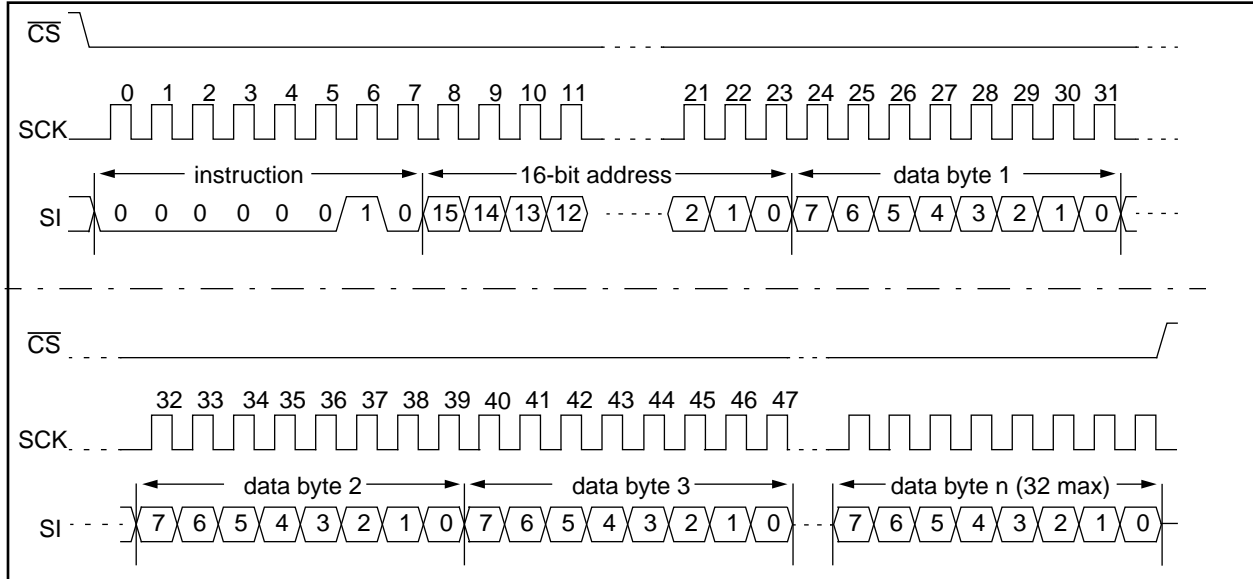 CS
0 1 2 3 4 5 6 7 8 9 10 11 21 22 23 24 25 26 27 28 29 30 31
SCK
instruction 16-bit address data byte 1
SI 0 0 0 0 0 0 1 0 15 14 13 12 2 1 0 7 6 5 4 3 2 1 0
CS
32 33 34 35 36 37 38 39 40 41 42 43 44 45 46 47
SCK
data byte 2 data byte 3 data byte n (32 max)
SI 7 6 5 4 3 2 1 0 7 6 5 4 3 2 1 0 7 6 5 4 3 2 1 0